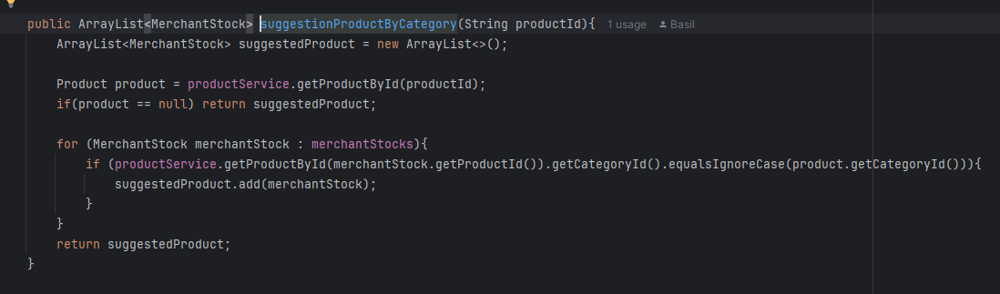 public ArrayList<MerchantStock> suggestionProductByCategory(String productId){ 1 usage Basil
ArrayList<MerchantStock> suggestedProduct = new ArrayList<>();
Product product = productService.getProductById(productId);
if(product == null) return suggestedProduct;
for (MerchantStock merchantStock : merchantStocks){
if (productService.getProductById(merchantStock.getProductId()).getCategoryId().equalsIgnoreCase(product.getCategoryId())){
suggestedProduct.add(merchantStock);
}
}
return suggestedProduct;
}